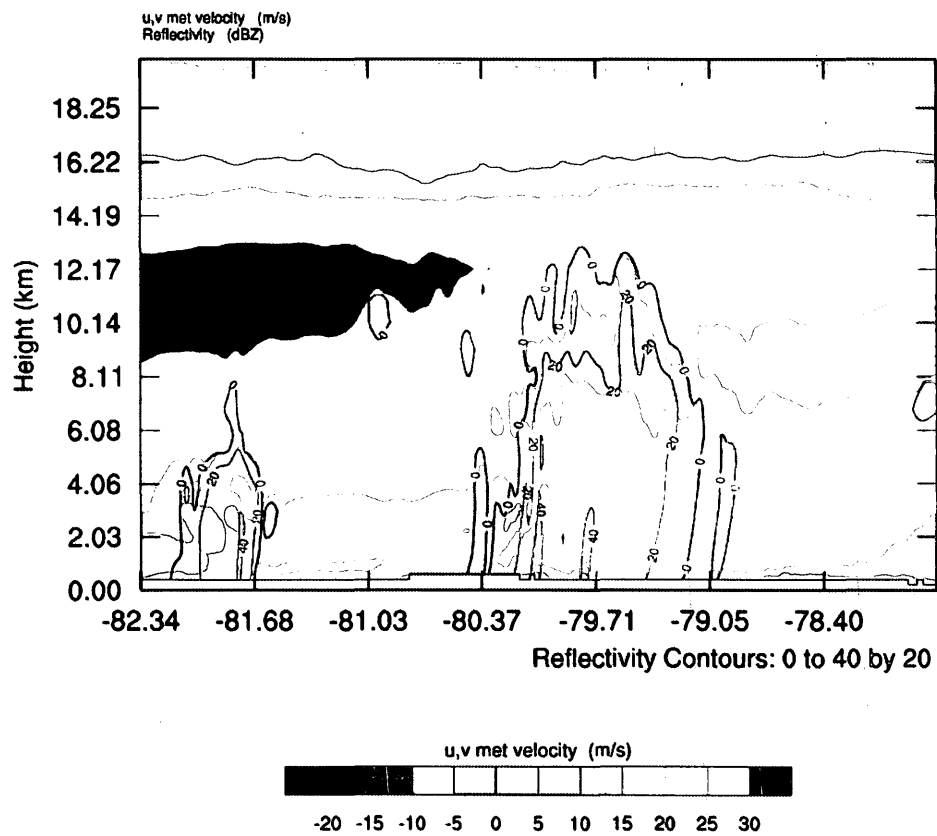 u,v met velocity (m/s)
Reflectivity (dBZ)
18.25
16.22
14.19
12.17
10.14
8.11
6.08
4.06
2.03
0.00
Height (km)
-82.34 -81.68 -81.03 -80.37 -79.71 -79.05 -78.40
Reflectivity Contours: 0 to 40 by 20
u,v met velocity (m/s)
-20 -15 -10 -5 0 5 10 15 20 25 30